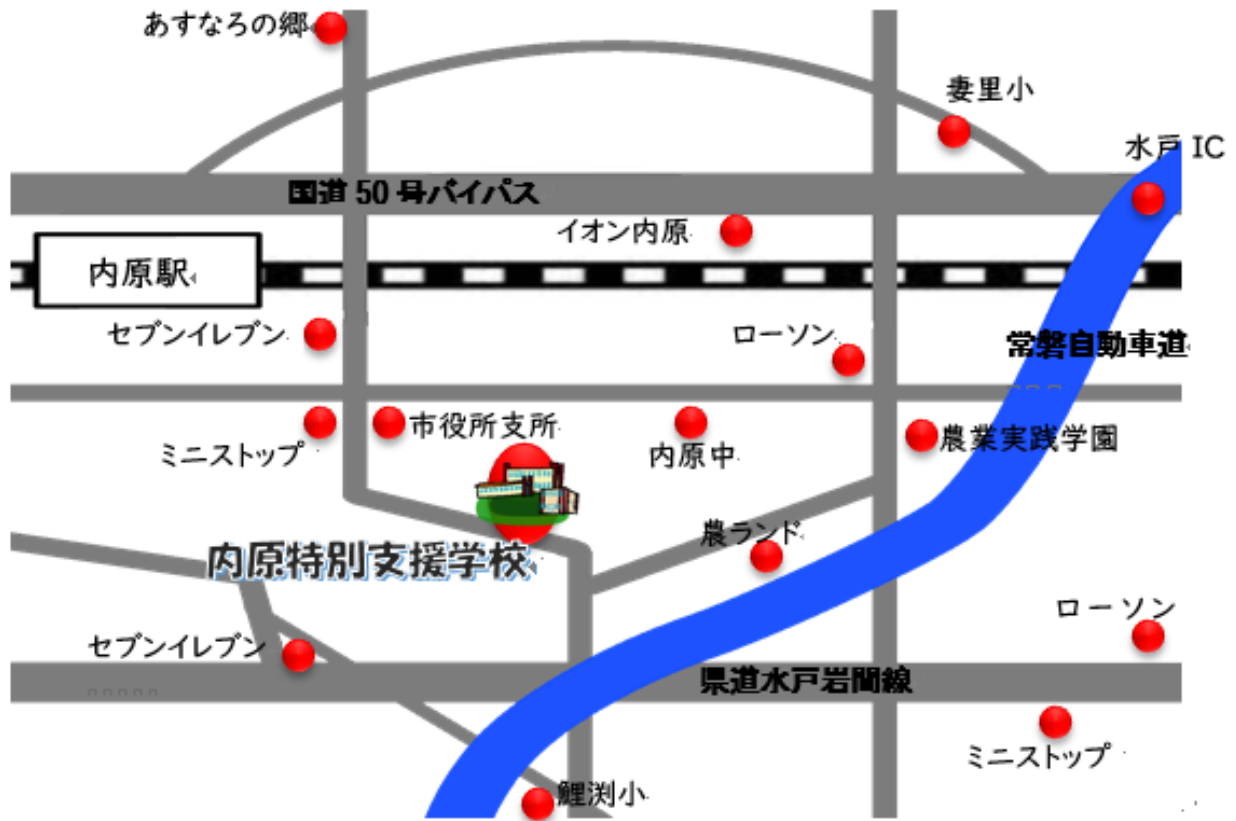 あすなろの郷
妻里小
水戸 IC
国道 50 号バイパス
イオン内原
内原駅
セブンイレブン
ローソン
常磐自動車道
市役所支所
ミニストップ
内原中
農業実践学園
農ランド
内原特別支援学校
ローソン
セブンイレブン
県道水戸岩間線
ミニストップ
鯉渕小